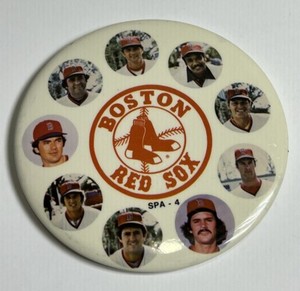 BOSTON
RED SOX
SPA - 4